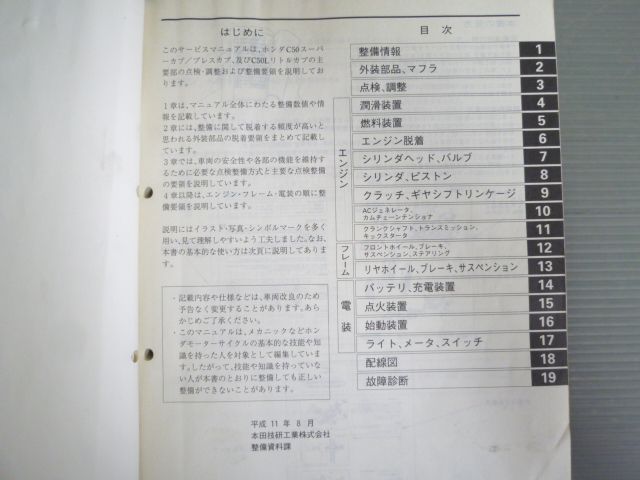 はじめに
このサービスマニュアルは、ホンダC50スーパ
ーカブ/プレスカブ、及びC50Lリトルカブの主
要部の点検・調整および整備要領を説明してお
ります。
1章は、マニュアル全体にわたる整備数値や情
報を記載しています。
2章には、整備に関して脱着する頻度が高いと
思われる外装部品の脱着要領をまとめて記載し
ています。
3章では、車両の安全性や各部の機能を維持す
るために必要な点検整備方式と主要な点検整備
の要領を説明しています。
4章以降は、エンジン・フレーム・電装の順に整
備要領を説明しています。
説明にはイラスト・写真・シンボルマークを多く
用い、見て理解しやすいよう工夫しました。なお、
本書の基本的な使い方は次頁に説明してありま
す。
・記載内容や仕様などは、車両改良のため
予告なく変更することがあります。あら
かじめご了承ください。
・このマニュアルは、メカニックなどホン
ダモーターサイクルの基本的な技能や知
識を持った人を対象として編集していま
す。したがって、技能や知識を持っていな
い人が本書のとおりに整備しても正しい
整備ができないことがあります。
平成11年8月
本田技研工業株式会社
整備資料課
目 次
整備情報 1
外装部品、マフラ 2
点検、調整 3
エンジン
潤滑装置 4
燃料装置 5
エンジン脱着 6
シリンダヘッド、バルブ 7
シリンダ、ピストン 8
クラッチ、ギヤシフトリンケージ 9
ACジェネレータ、
カムチェーンテンショナ 10
クランクシャフト、トランスミッション、
キックスタータ 11
フレーム
フロントホイール、ブレーキ、
サスペンション、ステアリング 12
リヤホイール、ブレーキ、サスペンション 13
電装
バッテリ、充電装置 14
点火装置 15
始動装置 16
ライト、メータ、スイッチ 17
配線図 18
故障診断 19